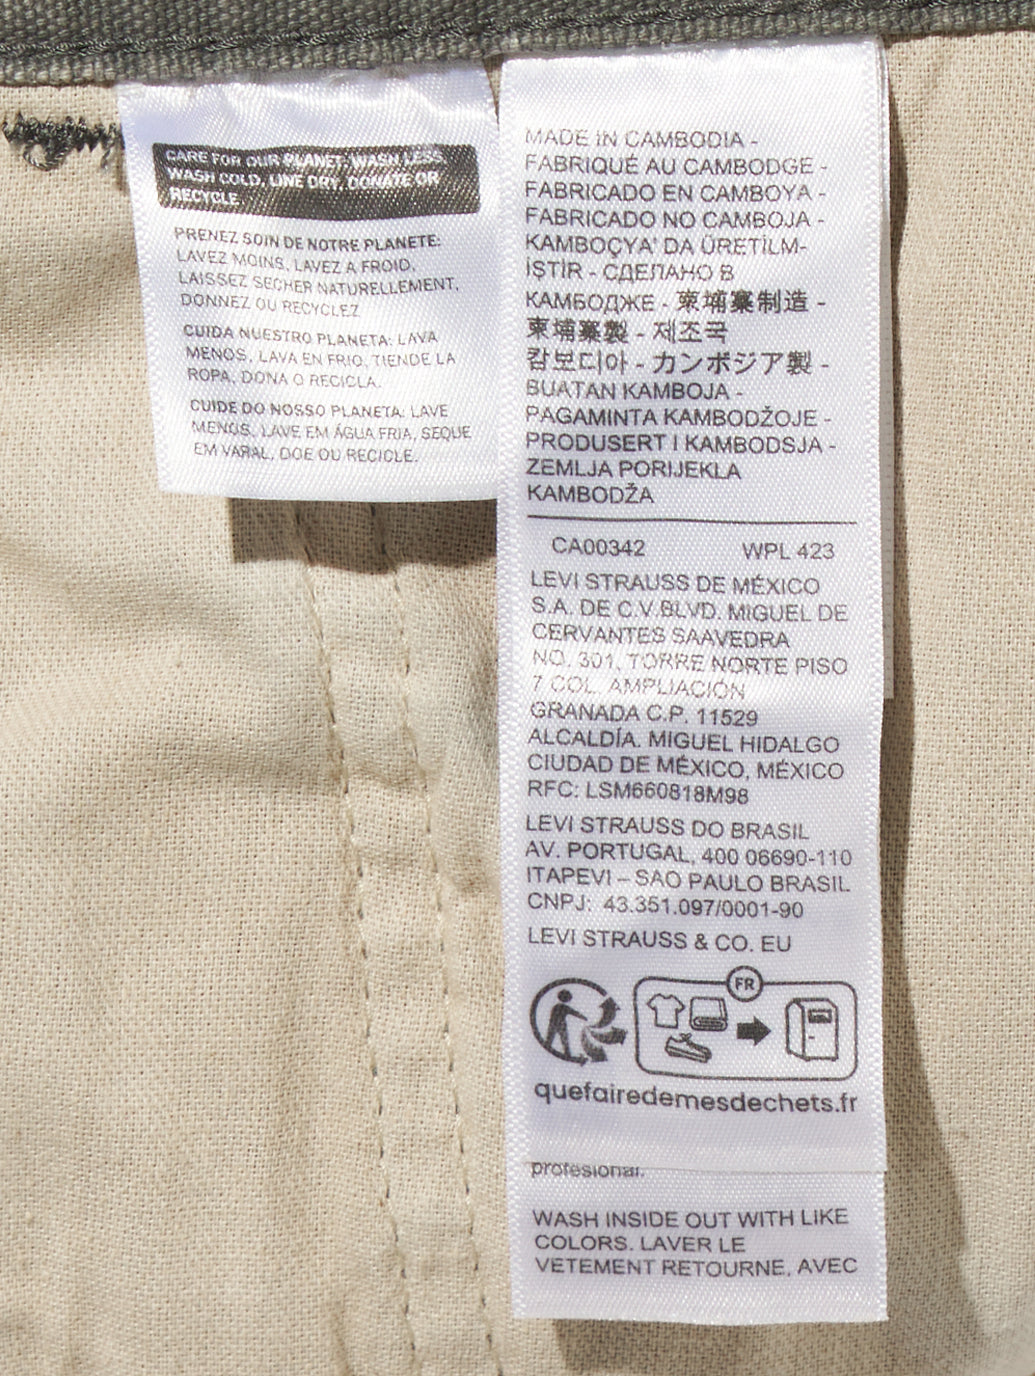 CARE FOR OUR PLANET: WASH LESS,
WASH COLD, LINE DRY, DONATE OR
RECYCLE.
PRENEZ SOIN DE NOTRE PLANETE:
LAVEZ MOINS, LAVEZ A FROID,
LAISSEZ SECHER NATURELLEMENT,
DONNEZ OU RECYCLEZ
CUIDA NUESTRO PLANETA: LAVA
MENOS, LAVA EN FRIO, TIENDE LA
ROPA, DONA O RECICLA.
CUIDE DO NOSSO PLANETA: LAVE
MENOS, LAVE EM ÁGUA FRIA, SEQUE
EM VARAL, DOE OU RECICLE.
MADE IN CAMBODIA -
FABRIQUÉ AU CAMBODGE -
FABRICADO EN CAMBOYA -
FABRICADO NO CAMBOJA -
KAMBOÇYA' DA ÜRETİLM-
İŞTİR - СДЕЛАНО В
КАМБОДЖЕ - 柬埔寨制造 -
柬埔寨製 - 제조국
캄보디아 - カンボジア製 -
BUATAN KAMBOJA -
PAGAMINTA KAMBODŽOJE -
PRODUSERT I KAMBODSJA -
ZEMLJA PORIJEKLA
KAMBODŽA
CA00342 WPL 423
LEVI STRAUSS DE MÉXICO
S.A. DE C.V.BLVD. MIGUEL DE
CERVANTES SAAVEDRA
NO. 301, TORRE NORTE PISO
7 COL. AMPLIACIÓN
GRANADA C.P. 11529
ALCALDÍA. MIGUEL HIDALGO
CIUDAD DE MÉXICO, MÉXICO
RFC: LSM660818M98
LEVI STRAUSS DO BRASIL
AV. PORTUGAL, 400 06690-110
ITAPEVI – SAO PAULO BRASIL
CNPJ: 43.351.097/0001-90
LEVI STRAUSS & CO. EU
FR
quefairedemesdechets.fr
profesional.
WASH INSIDE OUT WITH LIKE
COLORS. LAVER LE
VETEMENT RETOURNE, AVEC